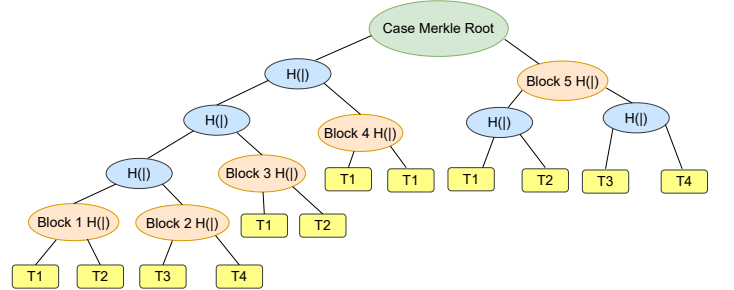 Case Merkle Root
H(|)
Block 5 H(|)
H(|)
Block 4 H(|)
H(|)
H(|)
H(|)
Block 3 H(|)
T1
T1
T1
T2
T3
T4
Block 1 H(|)
Block 2 H(|)
T1
T2
T1
T2
T3
T4